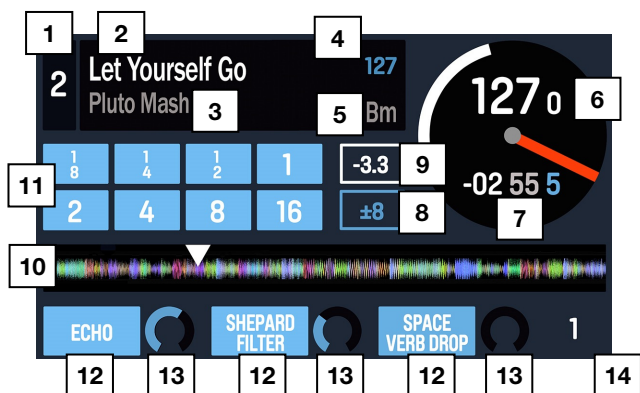 1 2 4
2 Let Yourself Go 127
Pluto Mash 3 5 Bm
127 0 6
-02 55 5
7
11 1/8 1/4 1/2 1 -3.3 9
2 4 8 16 ±8 8
10
ECHO SHEPARD FILTER SPACE VERB DROP 1
12 13 12 13 12 13 14